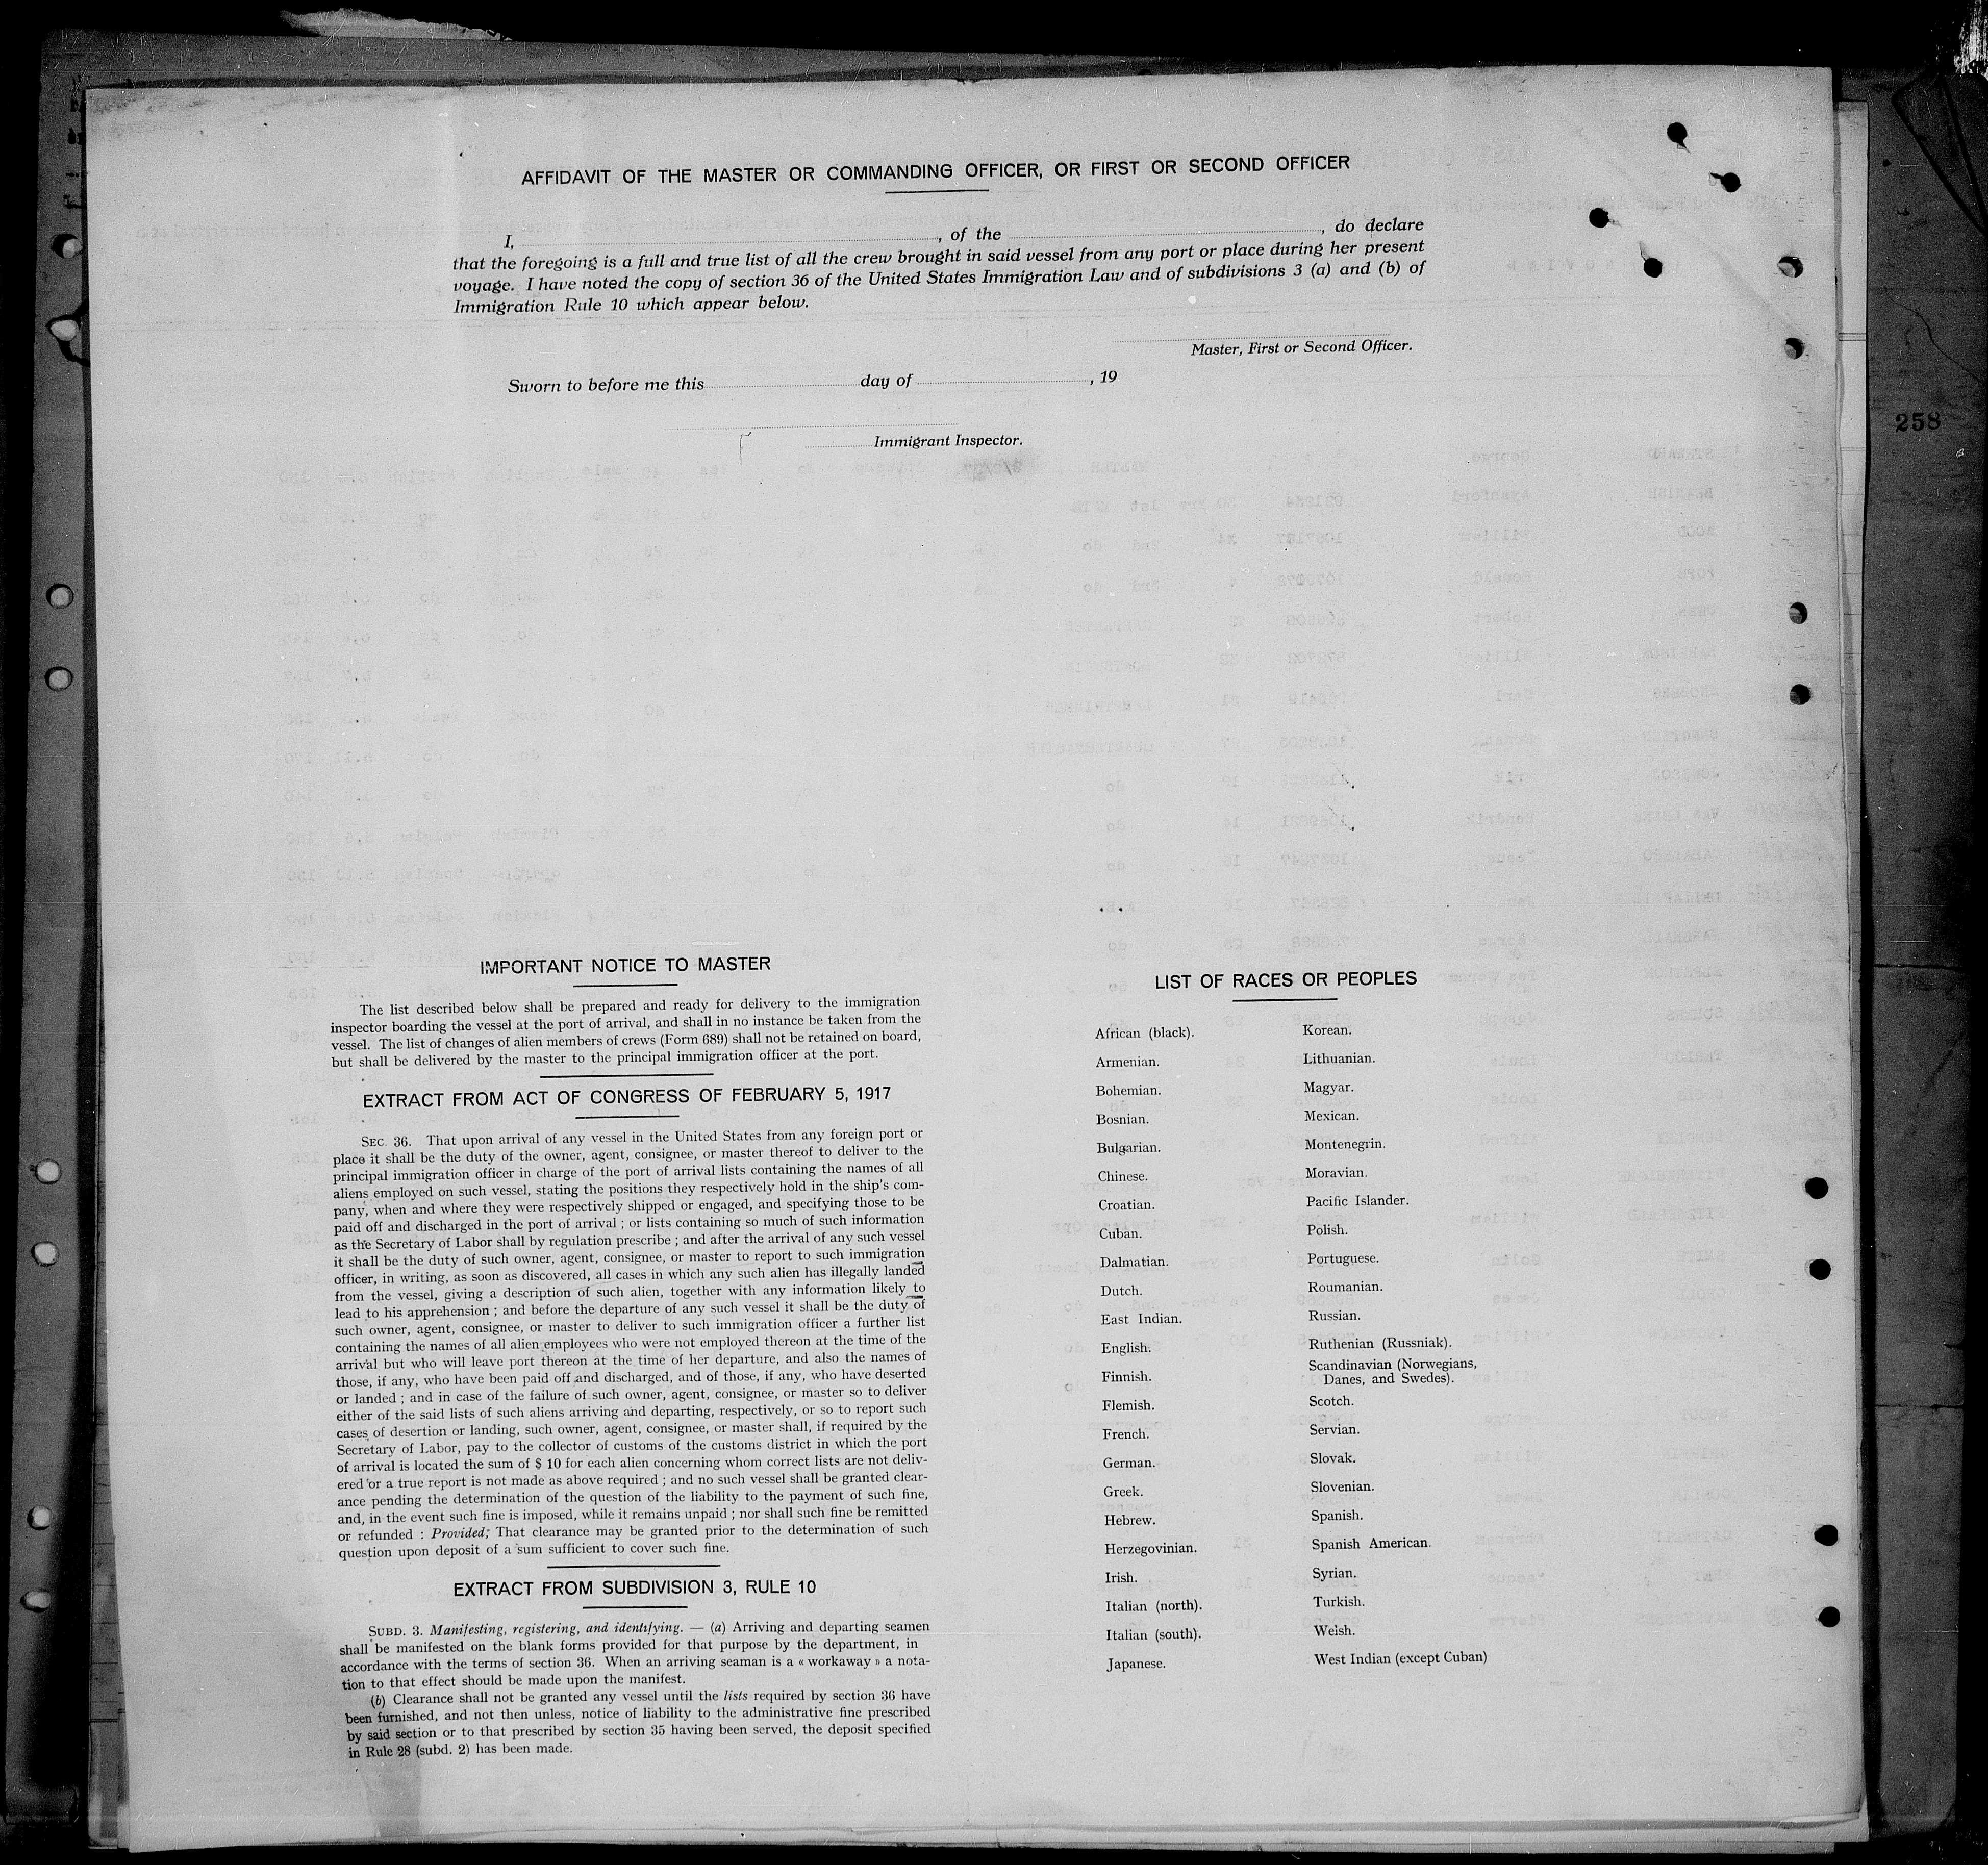 AFFIDAVIT OF THE MASTER OR COMMANDING OFFICER, OR FIRST OR SECOND OFFICER
I, , of the , do declare
that the foregoing is a full and true list of all the crew brought in said vessel from any port or place during her present
voyage. I have noted the copy of section 36 of the United States Immigration Law and of subdivisions 3 (a) and (b) of
Immigration Rule 10 which appear below.
Master, First or Second Officer.
Sworn to before me this day of , 19
Immigrant Inspector.
258
IMPORTANT NOTICE TO MASTER
The list described below shall be prepared and ready for delivery to the immigration
inspector boarding the vessel at the port of arrival, and shall in no instance be taken from the
vessel. The list of changes of alien members of crews (Form 689) shall not be retained on board,
but shall be delivered by the master to the principal immigration officer at the port.
EXTRACT FROM ACT OF CONGRESS OF FEBRUARY 5, 1917
SEC. 36. That upon arrival of any vessel in the United States from any foreign port or
place it shall be the duty of the owner, agent, consignee, or master thereof to deliver to the
principal immigration officer in charge of the port of arrival lists containing the names of all
aliens employed on such vessel, stating the positions they respectively hold in the ship's com-
pany, when and where they were respectively shipped or engaged, and specifying those to be
paid off and discharged in the port of arrival ; or lists containing so much of such information
as the Secretary of Labor shall by regulation prescribe ; and after the arrival of any such vessel
it shall be the duty of such owner, agent, consignee, or master to report to such immigration
officer, in writing, as soon as discovered, all cases in which any such alien has illegally landed
from the vessel, giving a description of such alien, together with any information likely to
lead to his apprehension ; and before the departure of any such vessel it shall be the duty of
such owner, agent, consignee, or master to deliver to such immigration officer a further list
containing the names of all alien employees who were not employed thereon at the time of the
arrival but who will leave port thereon at the time of her departure, and also the names of
those, if any, who have been paid off and discharged, and of those, if any, who have deserted
or landed ; and in case of the failure of such owner, agent, consignee, or master so to deliver
either of the said lists of such aliens arriving and departing, respectively, or so to report such
cases of desertion or landing, such owner, agent, consignee, or master shall, if required by the
Secretary of Labor, pay to the collector of customs of the customs district in which the port
of arrival is located the sum of $ 10 for each alien concerning whom correct lists are not deliv-
ered or a true report is not made as above required ; and no such vessel shall be granted clear-
ance pending the determination of the question of the liability to the payment of such fine,
and, in the event such fine is imposed, while it remains unpaid ; nor shall such fine be remitted
or refunded : Provided; That clearance may be granted prior to the determination of such
question upon deposit of a sum sufficient to cover such fine.
EXTRACT FROM SUBDIVISION 3, RULE 10
SUBD. 3. Manifesting, registering, and identifying. — (a) Arriving and departing seamen
shall be manifested on the blank forms provided for that purpose by the department, in
accordance with the terms of section 36. When an arriving seaman is a « workaway » a nota-
tion to that effect should be made upon the manifest.
(b) Clearance shall not be granted any vessel until the lists required by section 36 have
been furnished, and not then unless, notice of liability to the administrative fine prescribed
by said section or to that prescribed by section 35 having been served, the deposit specified
in Rule 28 (subd. 2) has been made.
LIST OF RACES OR PEOPLES
African (black).
Armenian.
Bohemian.
Bosnian.
Bulgarian.
Chinese.
Croatian.
Cuban.
Dalmatian.
Dutch.
East Indian.
English.
Finnish.
Flemish.
French.
German.
Greek.
Hebrew.
Herzegovinian.
Irish.
Italian (north).
Italian (south).
Japanese.
Korean.
Lithuanian.
Magyar.
Mexican.
Montenegrin.
Moravian.
Pacific Islander.
Polish.
Portuguese.
Roumanian.
Russian.
Ruthenian (Russniak).
Scandinavian (Norwegians,
Danes, and Swedes).
Scotch.
Servian.
Slovak.
Slovenian.
Spanish.
Spanish American.
Syrian.
Turkish.
Weish.
West Indian (except Cuban)